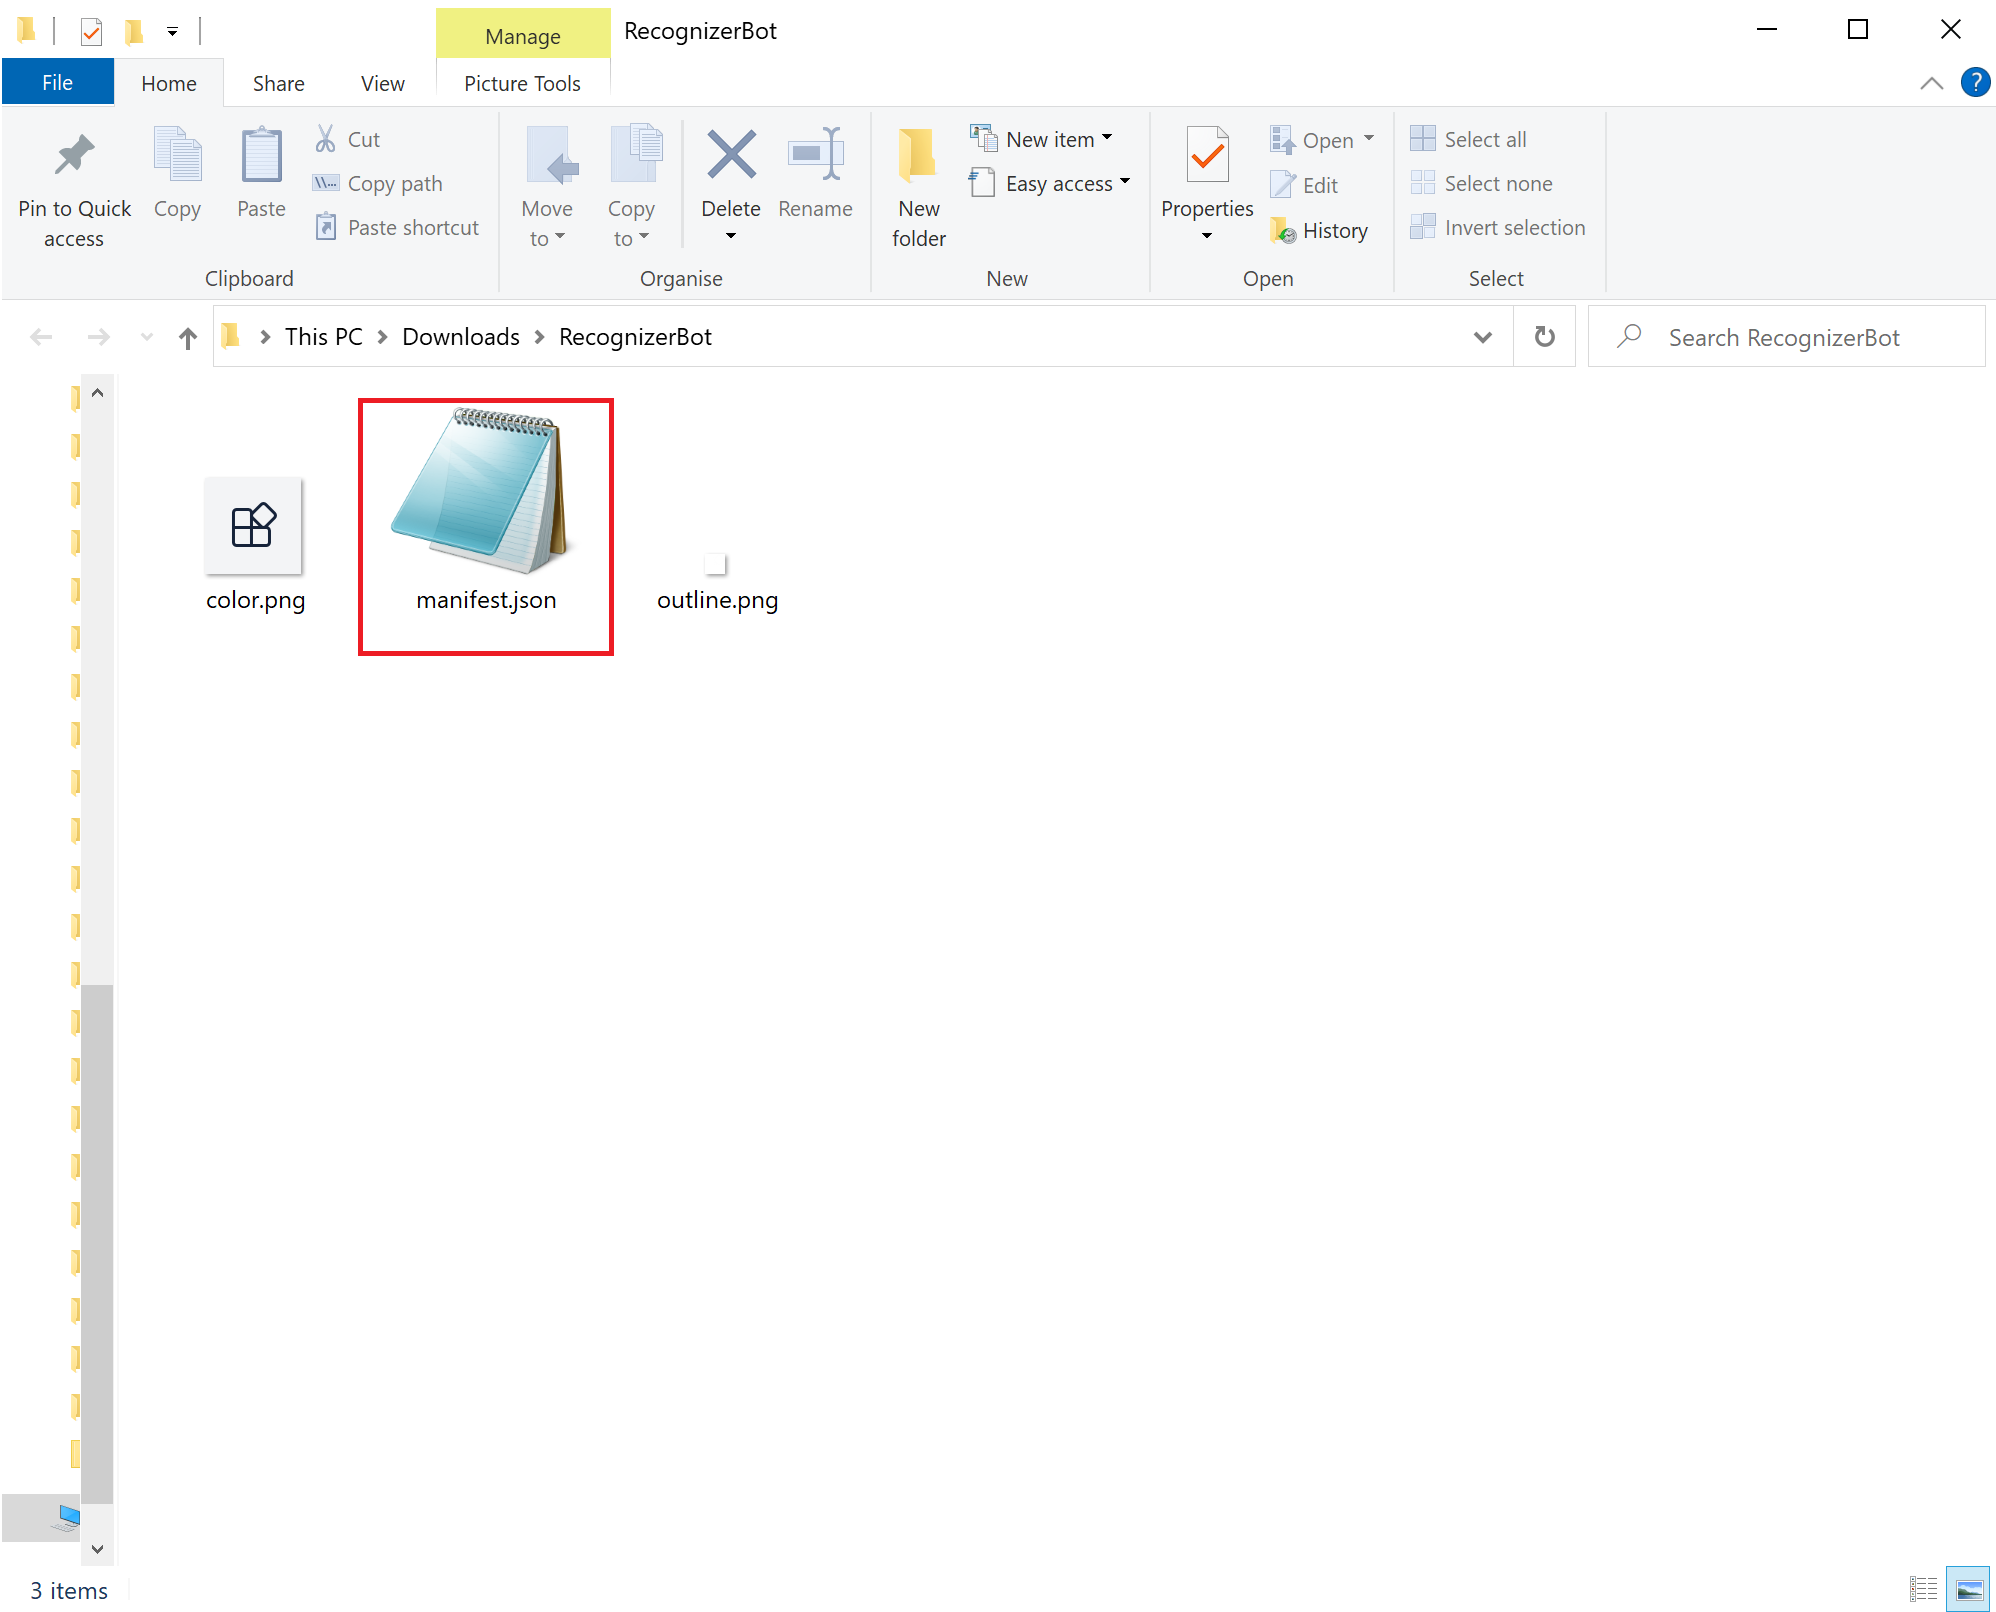 Manage
RecognizerBot
File
Home
Share
View
Picture Tools
?
Pin to Quick
access
Copy
Paste
Cut
Copy path
Paste shortcut
Clipboard
Move
to
Copy
to
Delete
Rename
Organise
New
folder
New item
Easy access
New
Properties
Open
Edit
History
Open
Select all
Select none
Invert selection
Select
This PC
Downloads
RecognizerBot
Search RecognizerBot
color.png
manifest.json
outline.png
3 items